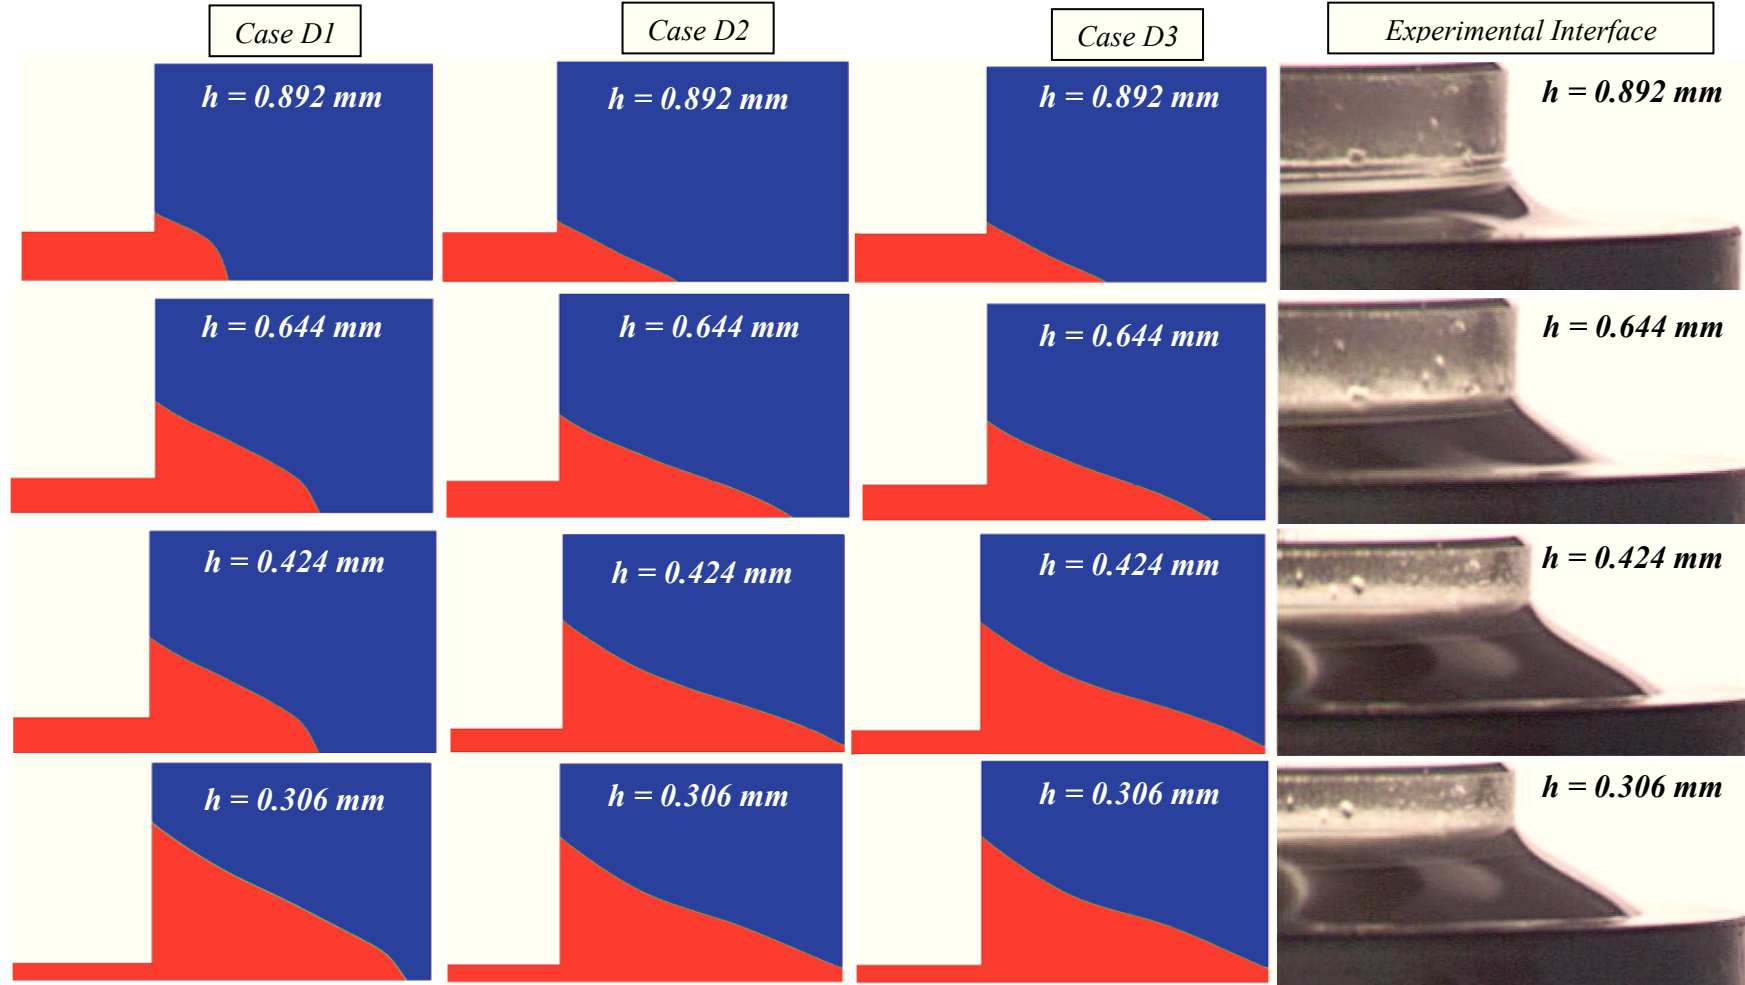 Case D1
Case D2
Case D3
Experimental Interface
h = 0.892 mm
h = 0.892 mm
h = 0.892 mm
h = 0.892 mm
h = 0.644 mm
h = 0.644 mm
h = 0.644 mm
h = 0.644 mm
h = 0.424 mm
h = 0.424 mm
h = 0.424 mm
h = 0.424 mm
h = 0.306 mm
h = 0.306 mm
h = 0.306 mm
h = 0.306 mm